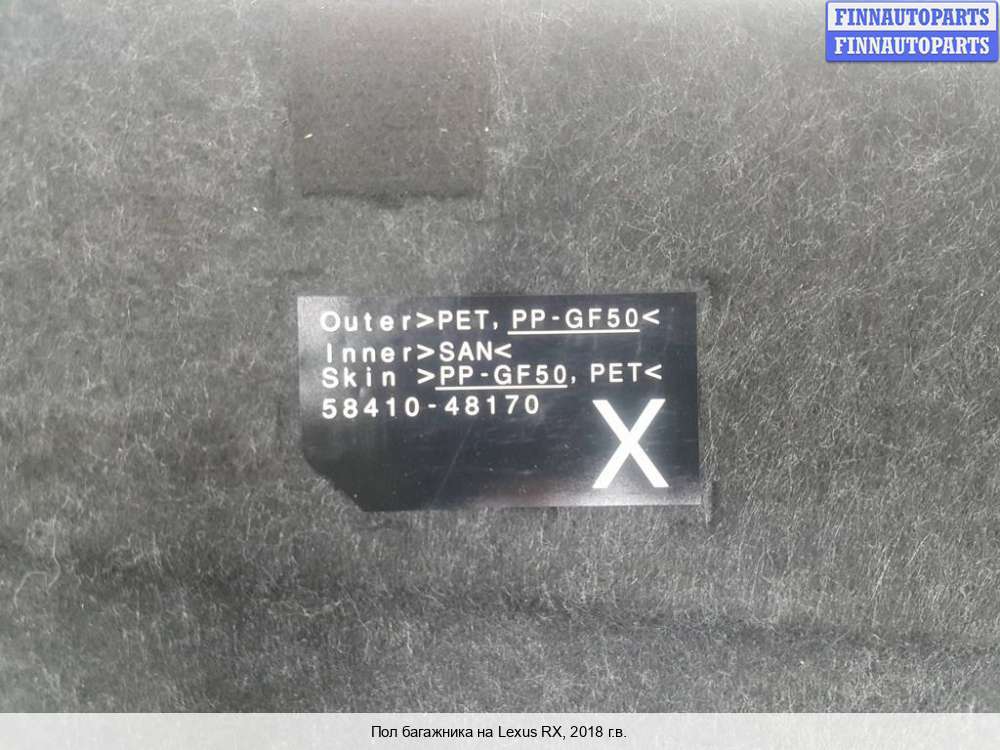 FINNAUTOPARTS
FINNAUTOPARTS
Outer>PET, PP-GF50<
Inner>SAN<
Skin >PP-GF50, PET<
58410-48170
X
Пол багажника на Lexus RX, 2018 г.в.